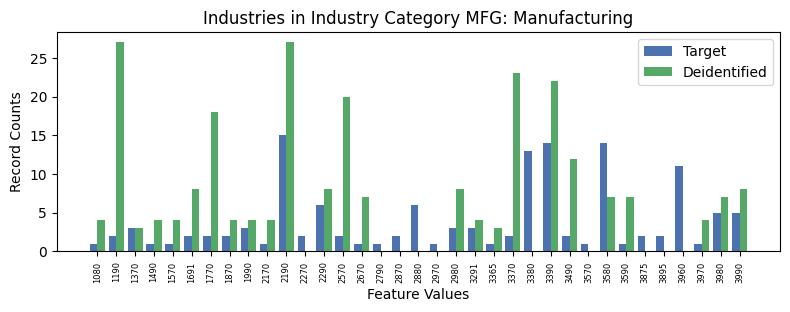 Industries in Industry Category MFG: Manufacturing
Target
Deidentified
Record Counts
25
20
15
10
5
0
1080 1190 1370 1490 1570 1691 1770 1870 1990 2170 2190 2270 2290 2570 2670 2790 2870 2880 2970 2980 3291 3365 3370 3380 3390 3490 3570 3580 3590 3875 3895 3960 3970 3980 3990
Feature Values